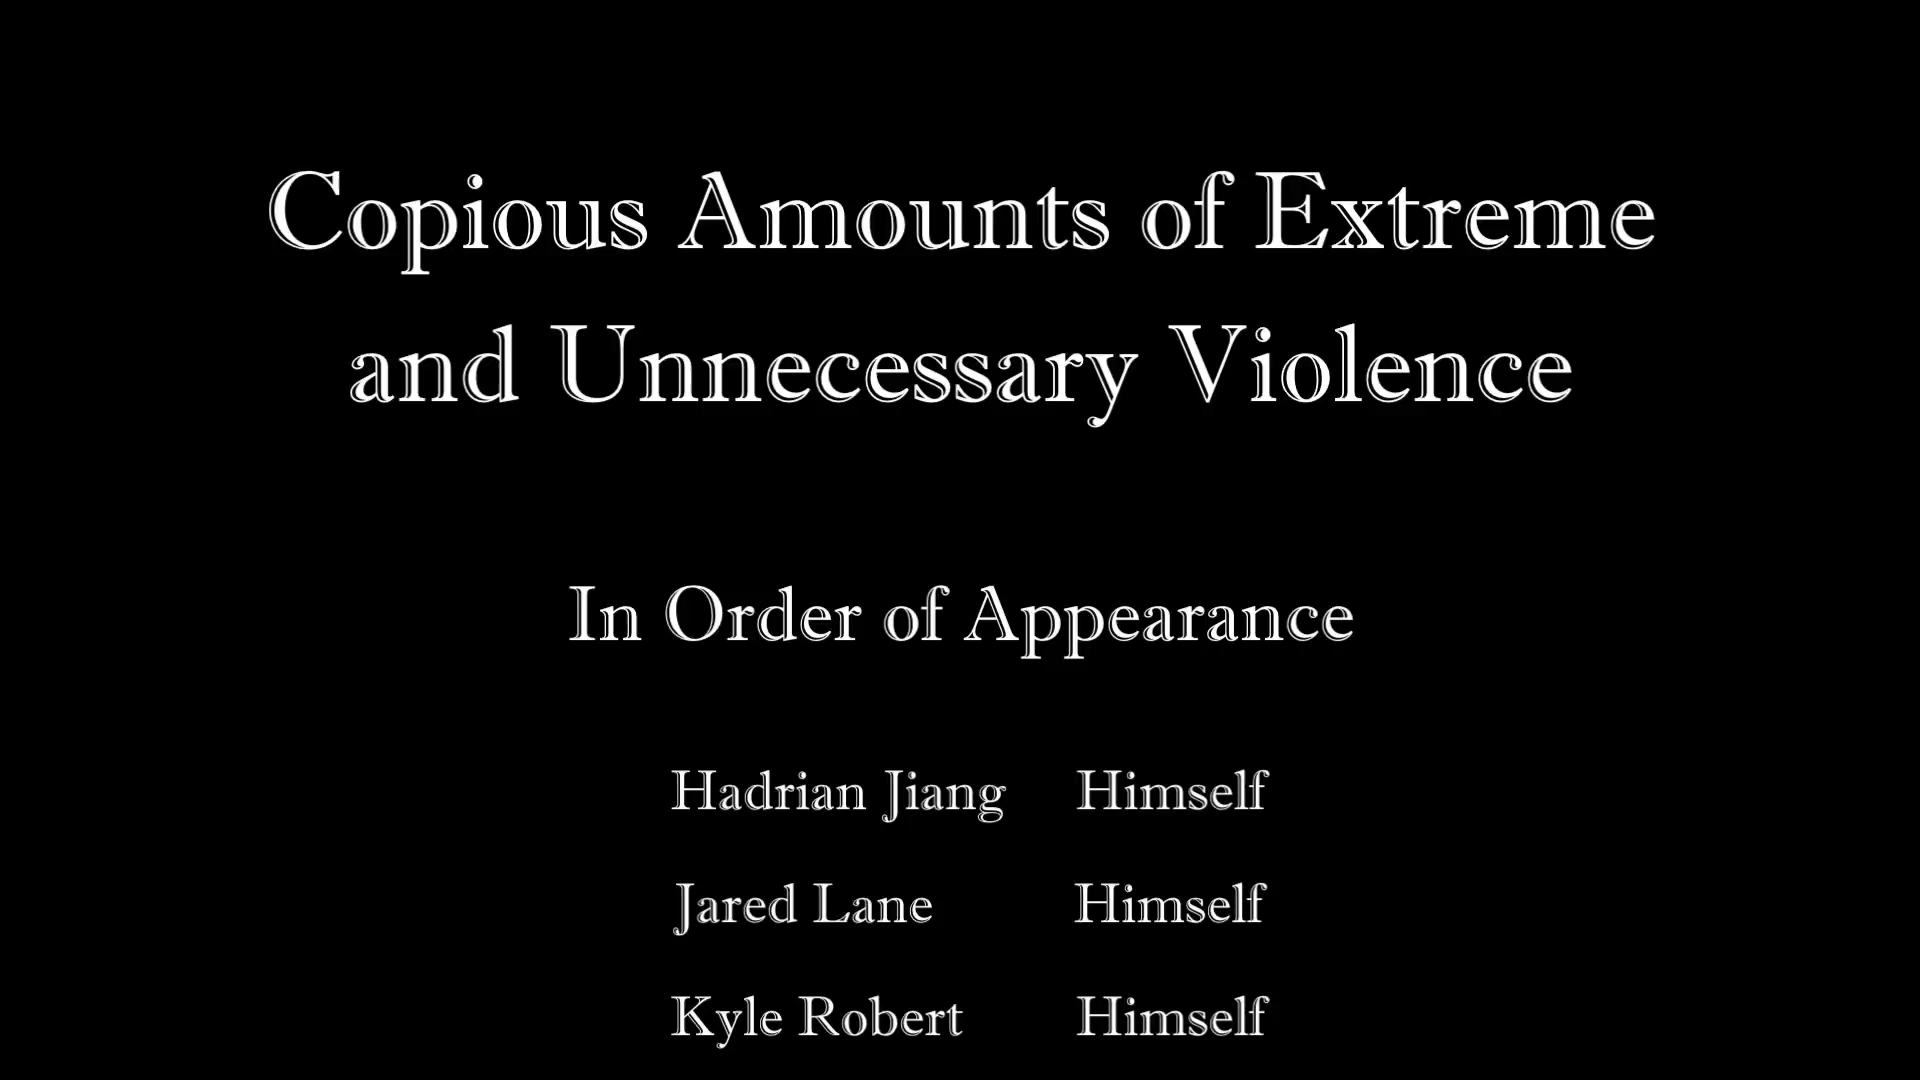 Copious Amounts of Extreme
and Unnecessary Violence
In Order of Appearance
Hadrian Jiang Himself
Jared Lane Himself
Kyle Robert Himself